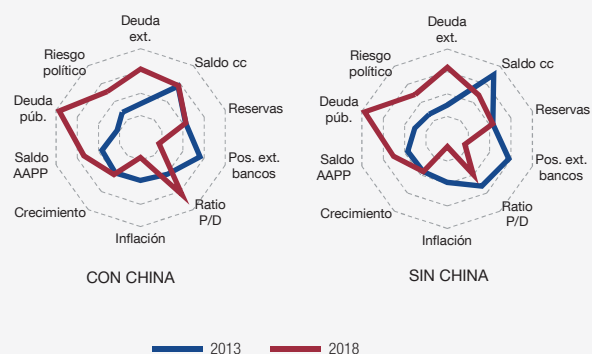 Deuda
ext.
Saldo cc
Reservas
Pos. ext.
bancos
Ratio
P/D
Inflación
Crecimiento
Saldo
AAPP
Deuda
púb.
Riesgo
político
CON CHINA
Deuda
ext.
Saldo cc
Reservas
Pos. ext.
bancos
Ratio
P/D
Inflación
Crecimiento
Saldo
AAPP
Deuda
púb.
Riesgo
político
SIN CHINA
2013
2018